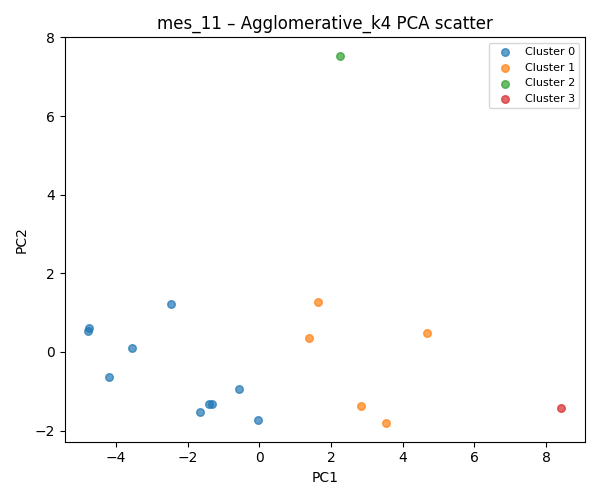 mes_11 – Agglomerative_k4 PCA scatter
8
6
4
2
0
−2
PC2
−4
−2
0
2
4
6
8
PC1
Cluster 0
Cluster 1
Cluster 2
Cluster 3